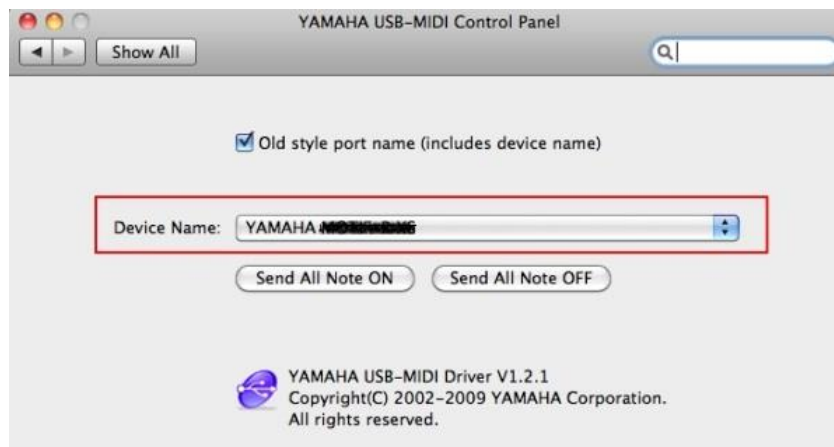 YAMAHA USB-MIDI Control Panel
Show All
Old style port name (includes device name)
Device Name: YAMAHA
Send All Note ON Send All Note OFF
YAMAHA USB-MIDI Driver V1.2.1
Copyright(C) 2002-2009 YAMAHA Corporation.
All rights reserved.